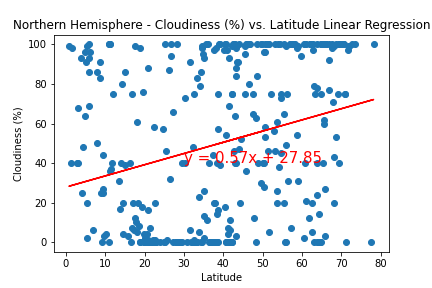 Northern Hemisphere - Cloudiness (%) vs. Latitude Linear Regression
100
80
60
40
20
0
Cloudiness (%)
y = 0.57x + 27.85
0 10 20 30 40 50 60 70 80
Latitude